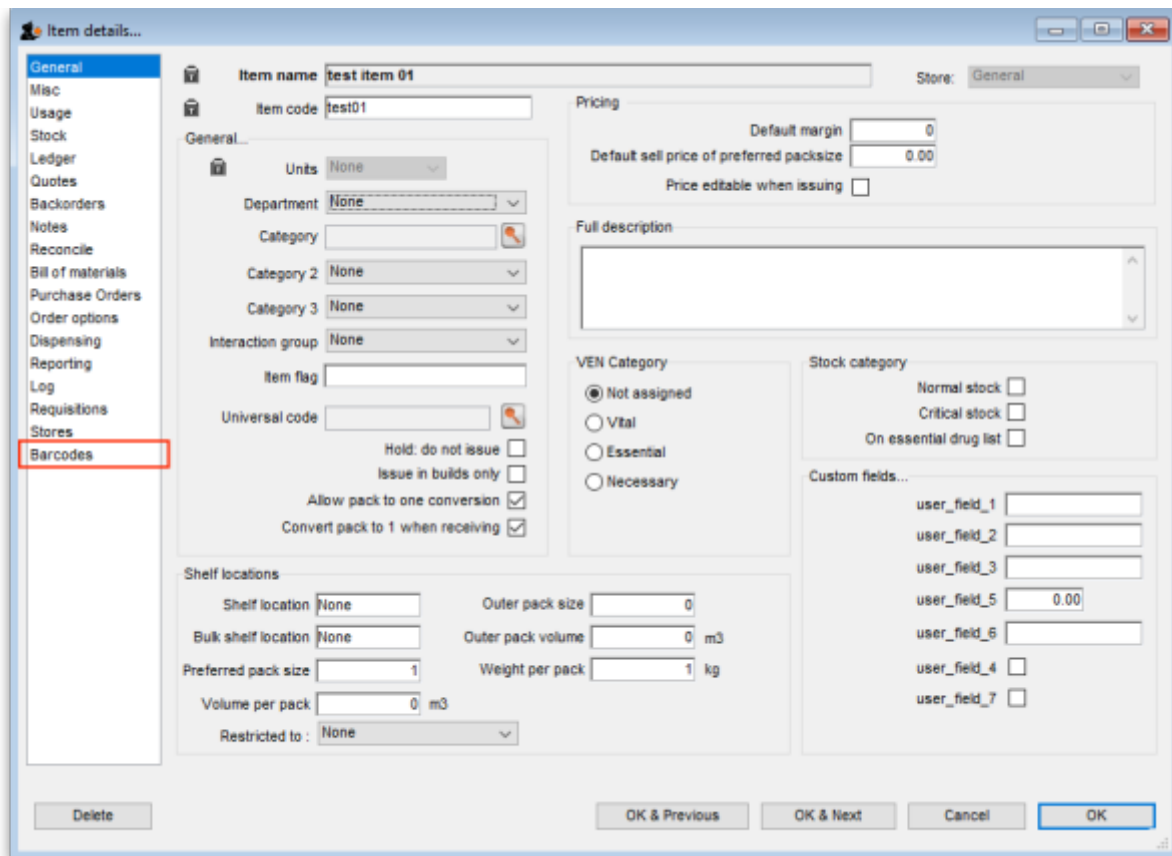 Item details...
General
Misc
Usage
Stock
Ledger
Quotes
Backorders
Notes
Reconcile
Bill of materials
Purchase Orders
Order options
Dispensing
Reporting
Log
Requisitions
Stores
Barcodes
Item name test item 01
Store: General
Item code test01
General...
Units None
Department None
Category
Category 2 None
Category 3 None
Interaction group None
Item flag
Universal code
Hold: do not issue
Issue in builds only
Allow pack to one conversion
Convert pack to 1 when receiving
Pricing
Default margin 0
Default sell price of preferred packsize 0.00
Price editable when issuing
Full description
VEN Category
Not assigned
Vital
Essential
Necessary
Stock category
Normal stock
Critical stock
On essential drug list
Custom fields...
user_field_1
user_field_2
user_field_3
user_field_5 0.00
user_field_6
user_field_4
user_field_7
Shelf locations
Shelf location None
Outer pack size 0
Bulk shelf location None
Outer pack volume 0 m3
Preferred pack size 1
Weight per pack 1 kg
Volume per pack 0 m3
Restricted to : None
Delete
OK & Previous
OK & Next
Cancel
OK